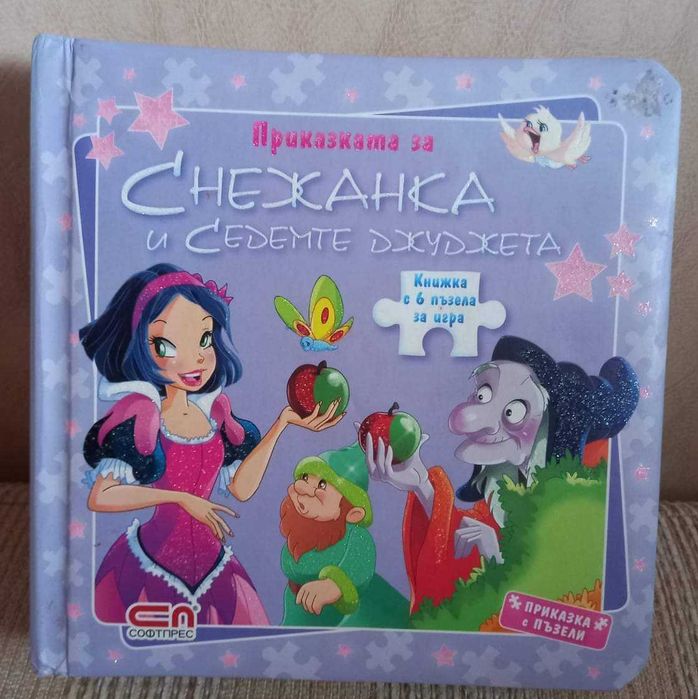 Приказката за
СНЕЖАНКА
и СЕДЕМТЕ ДЖУДЖЕТА
Книжка
с 6 пъзела
за игра
СП®
СОФТПРЕС
ПРИКАЗКА
с ПЪЗЕЛИ